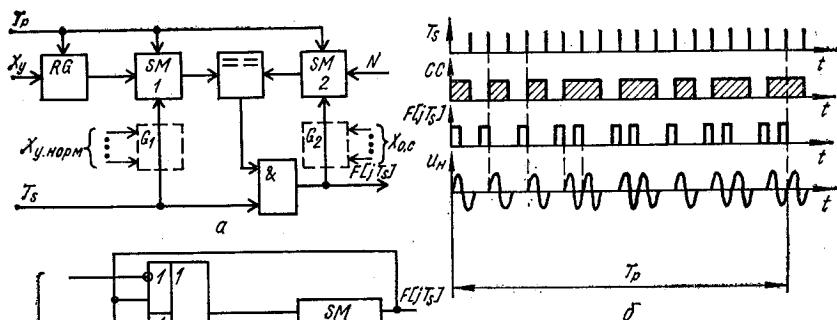 Tp
Xy
RG
SM
1
==
SM
2
N
Xу.норм
G1
G2
Xо.с
F[jTs]
&
Ts
а
Ts
t
CC
t
F[jTs]
t
Uн
t
Tp
б
1
1
1
SM
F[jTs]